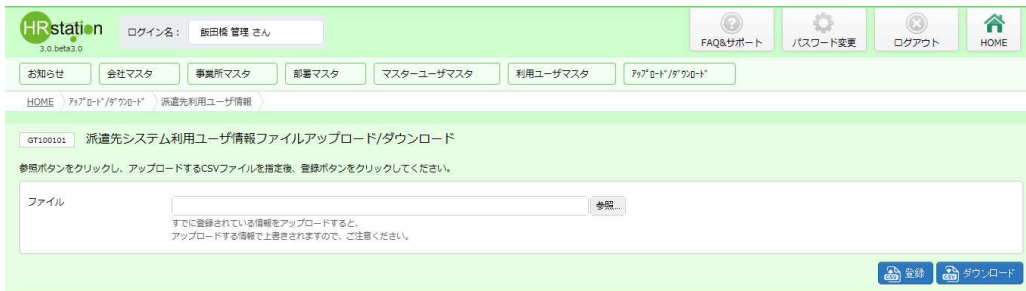 HRstation
3.0.beta3.0
ログイン名： 飯田橋 管理 さん
FAQ&サポート パスワード変更 ログアウト HOME
お知らせ 会社マスタ 事業所マスタ 部署マスタ マスターユーザマスタ 利用ユーザマスタ ｱｯﾌﾟﾛｰﾄﾞ/ﾀﾞｳﾝﾛｰﾄﾞ
HOME ｱｯﾌﾟﾛｰﾄﾞ/ﾀﾞｳﾝﾛｰﾄﾞ 派遣先利用ユーザ情報
GT100101 派遣先システム利用ユーザ情報ファイルアップロード/ダウンロード
参照ボタンをクリックし、アップロードするCSVファイルを指定後、登録ボタンをクリックしてください。
ファイル 参照...
すでに登録されている情報をアップロードすると、
アップロードする情報で上書きされますので、ご注意ください。
CSV 登録 CSV ダウンロード